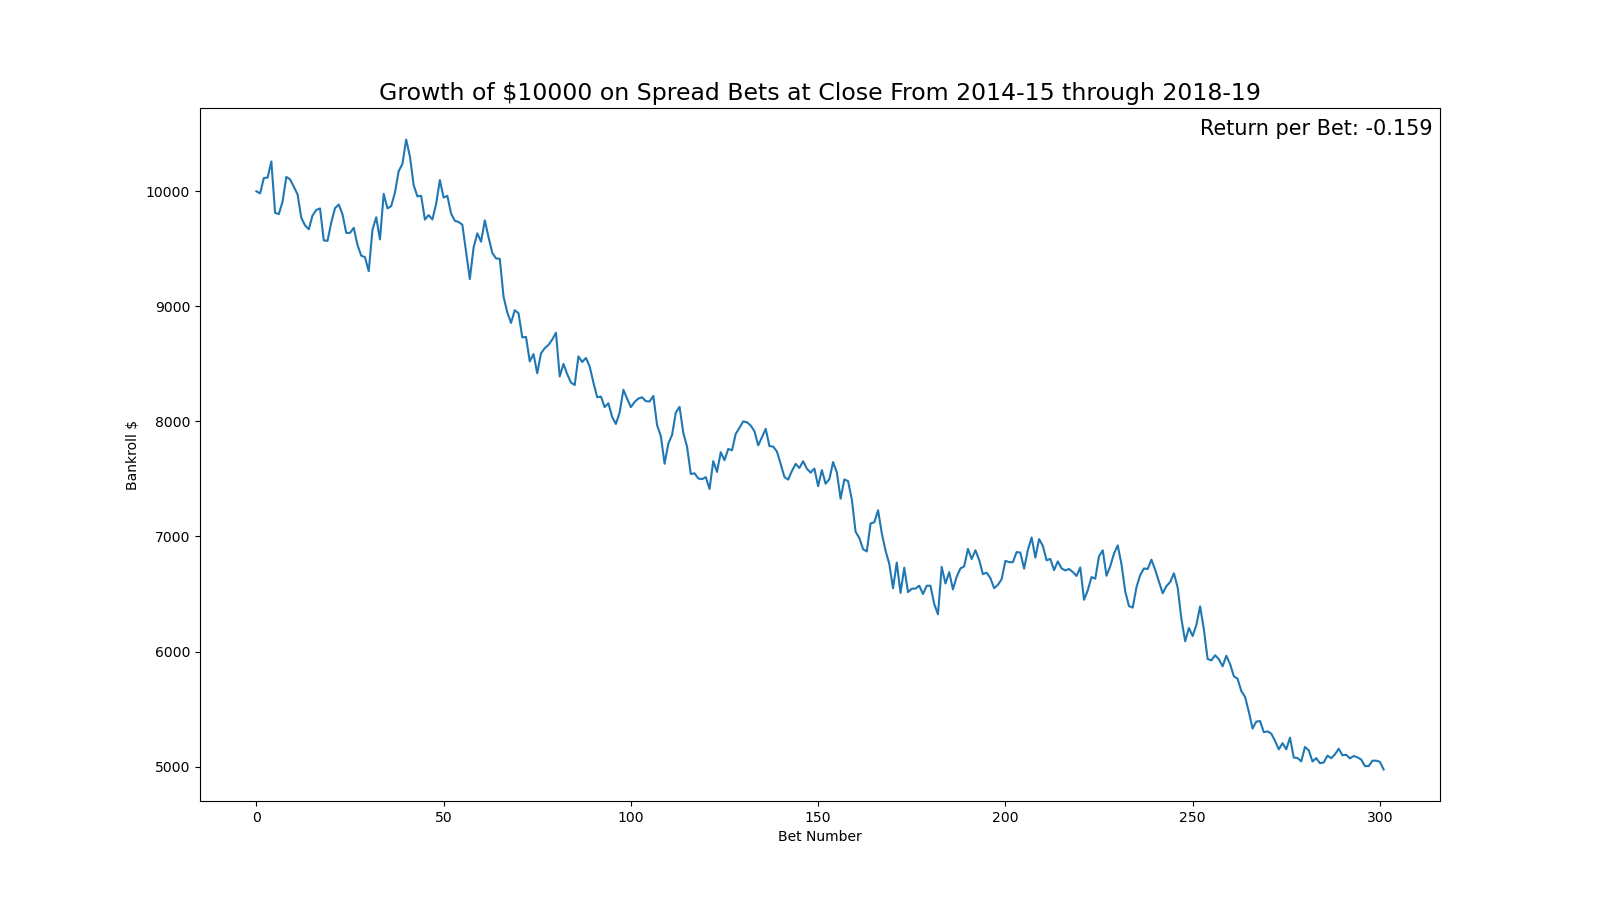 Growth of $10000 on Spread Bets at Close From 2014-15 through 2018-19
Return per Bet: -0.159
Bankroll $
10000
9000
8000
7000
6000
5000
0 50 100 150 200 250 300
Bet Number